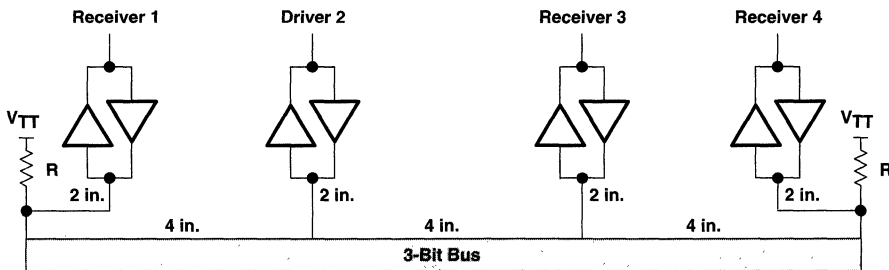 Receiver 1 Driver 2 Receiver 3 Receiver 4
VTT VTT
R R
2 in. 2 in. 2 in. 2 in.
4 in. 4 in. 4 in.
3-Bit Bus